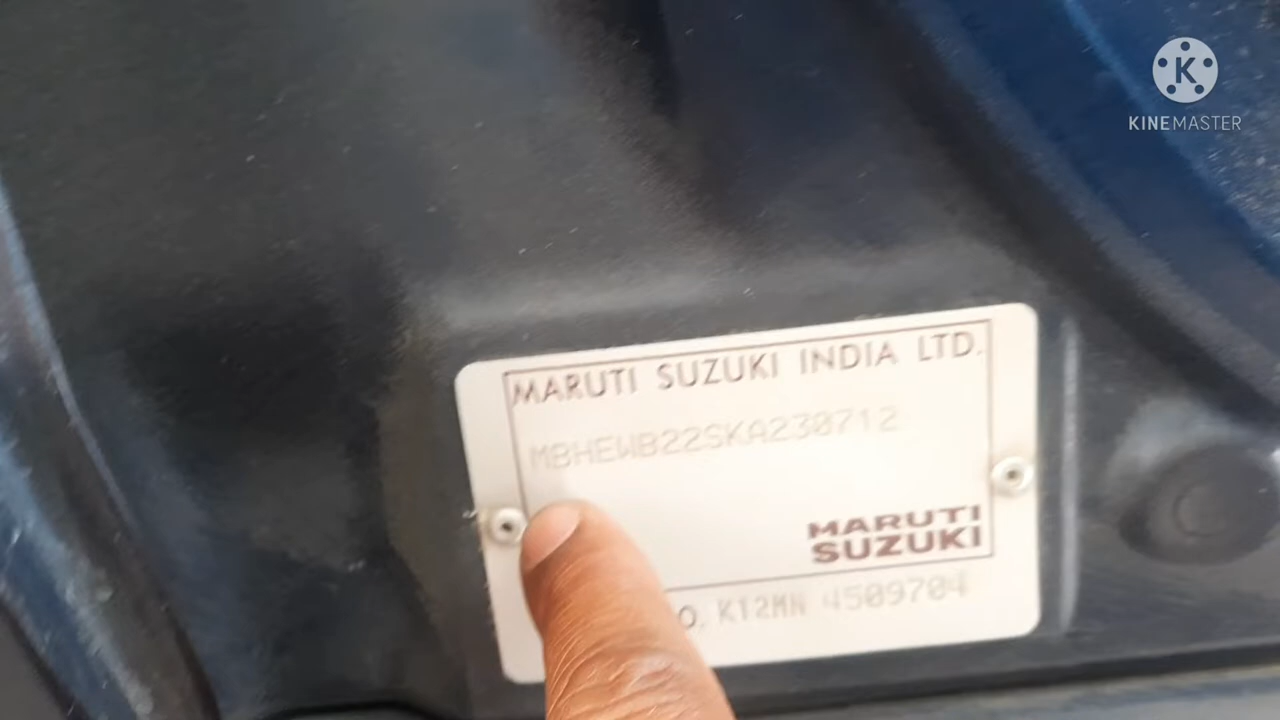 K
KINEMASTER
MARUTI SUZUKI INDIA LTD.
MBHEWB22SKA230712
MARUTI
SUZUKI
O. K12MN 4509704